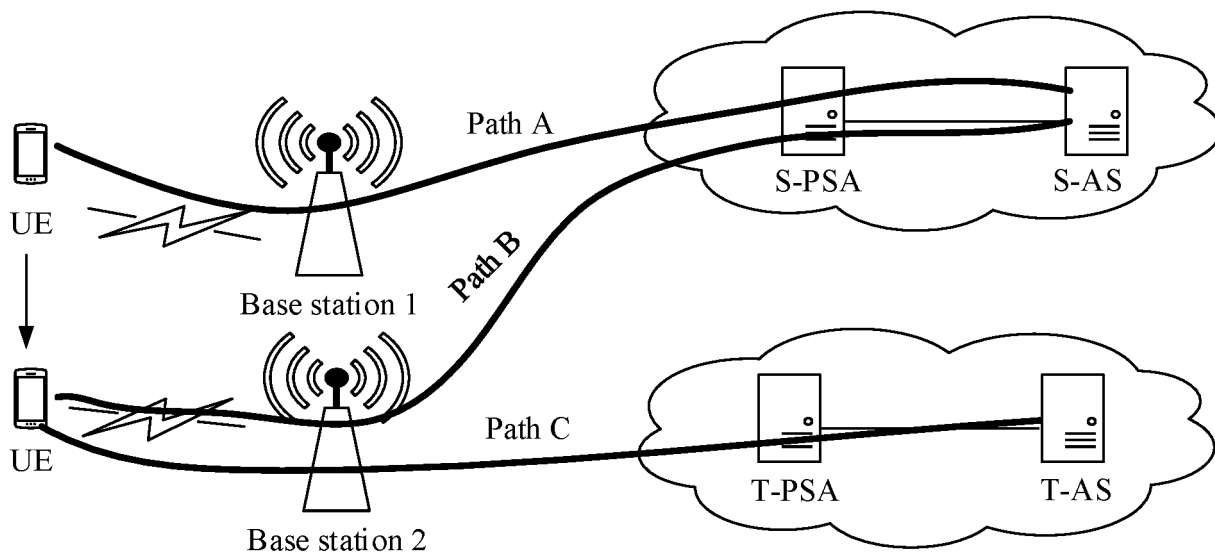 Path A
S-PSA
S-AS
UE
Path B
Base station 1
Path C
UE
T-PSA
T-AS
Base station 2